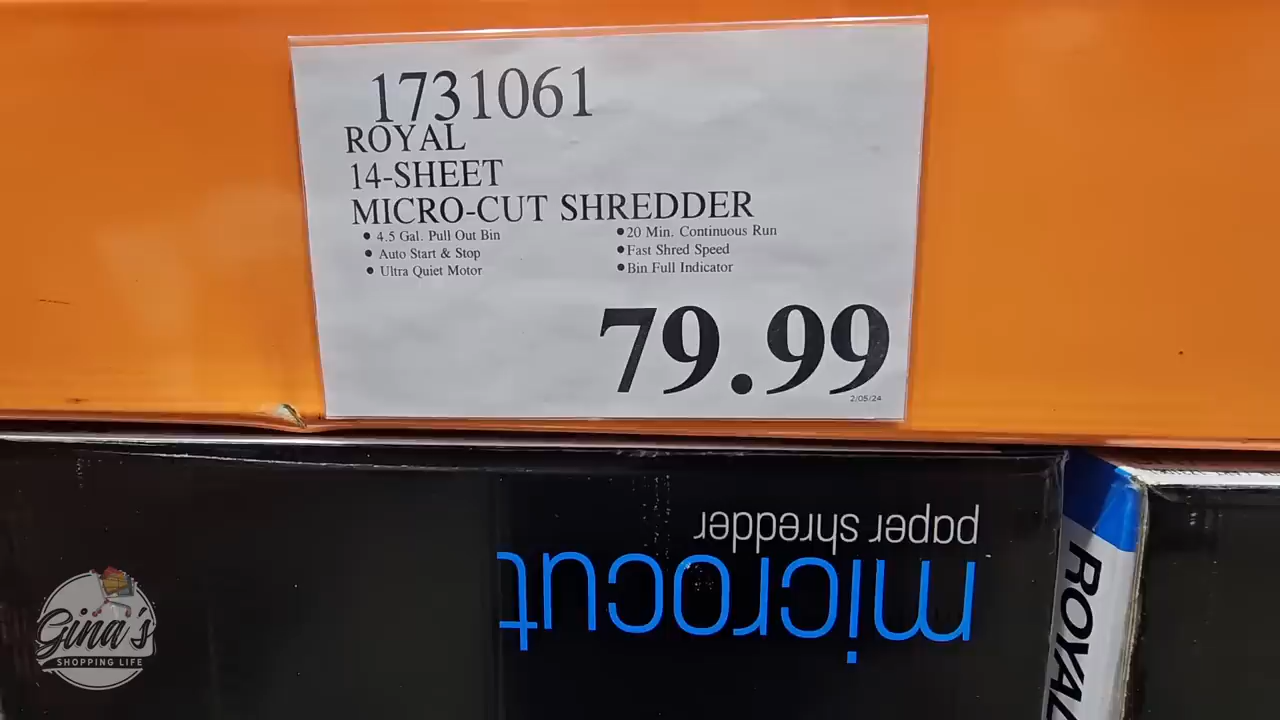 1731061
ROYAL
14-SHEET
MICRO-CUT SHREDDER
• 4.5 Gal. Pull Out Bin
• Auto Start & Stop
• Ultra Quiet Motor
• 20 Min. Continuous Run
• Fast Shred Speed
• Bin Full Indicator
79.99
2/05/24
microcut
paper shredder
ROYAL
Gina's
SHOPPING LIFE